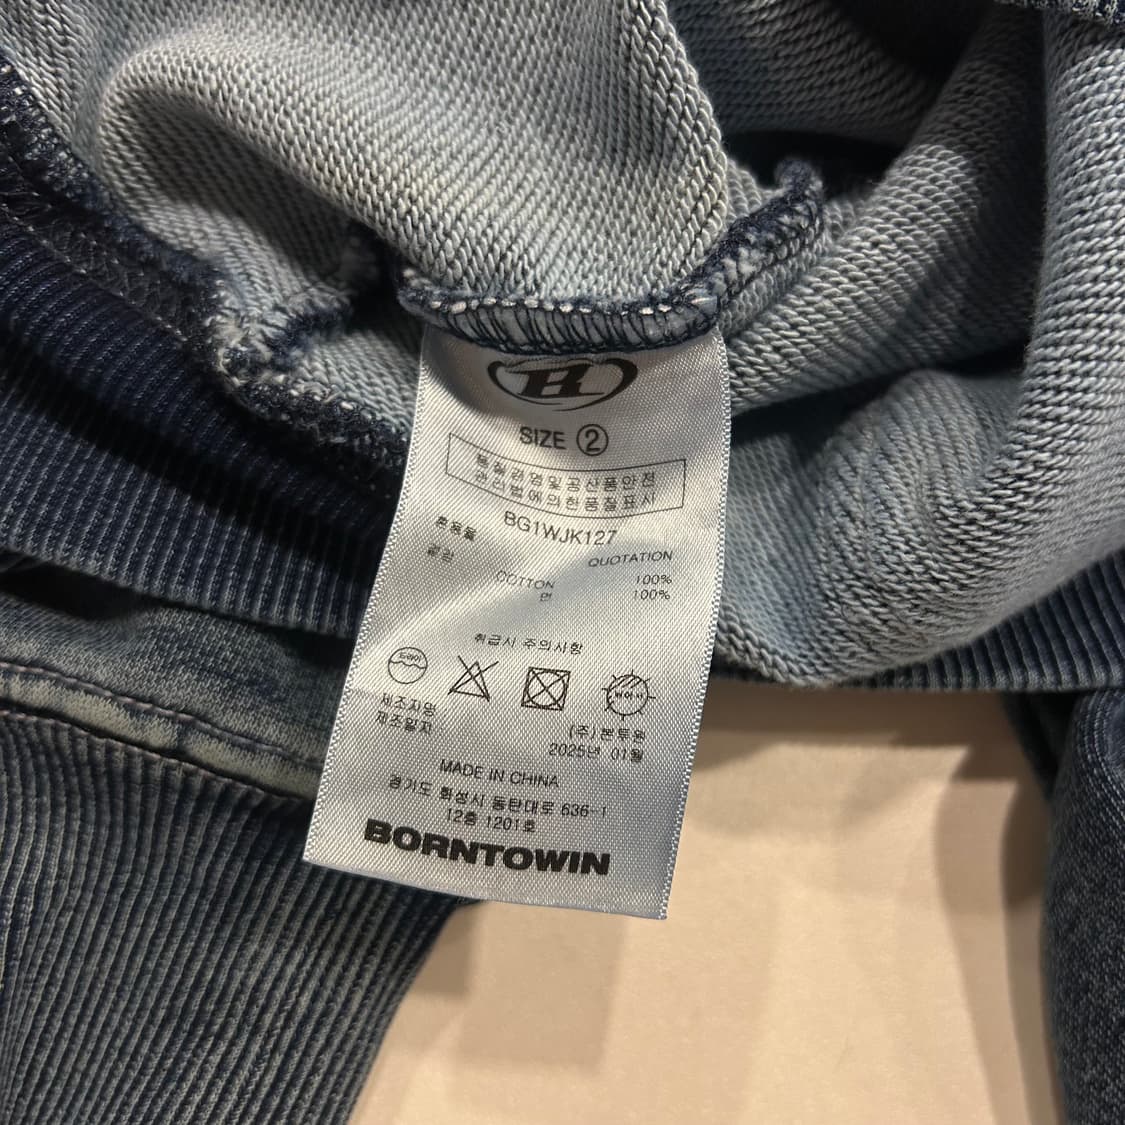 SIZE ②
품질경영및공산품안전
관리법에의한품질표시
BG1WJK127
혼용율
QUOTATION
겉감
COTTON 100%
면 100%
취급시 주의사항
제조자명 (주)본투윈
제조일자 2025년 01월
MADE IN CHINA
경기도 화성시 동탄대로 636-1
12층 1201호
BORNTOWIN